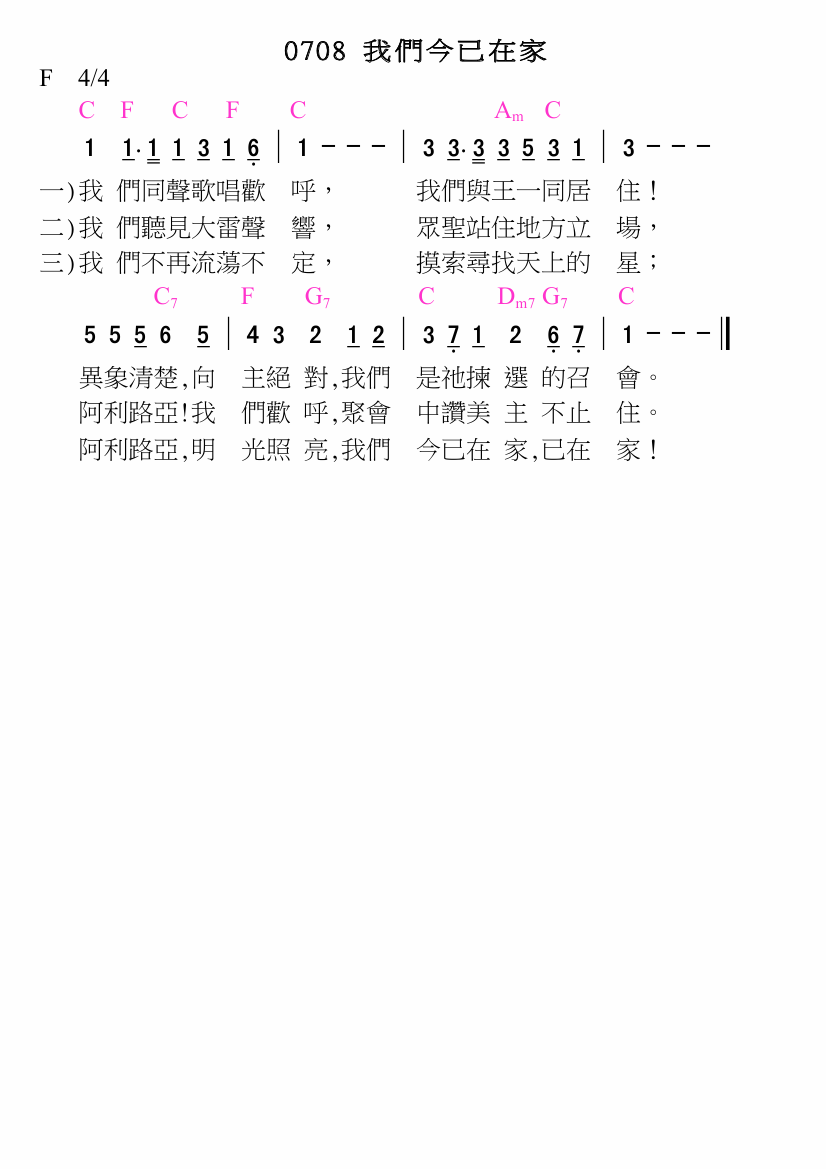 0708 我們今已在家
F 4/4
C F C F C Am C
1 1·1 1 3 1 6 | 1 - - - | 3 3·3 3 5 3 1 | 3 - - -
一)我 們同聲歌唱歡 呼， 我們與王一同居 住！
二)我 們聽見大雷聲 響， 眾聖站住地方立 場，
三)我 們不再流蕩不 定， 摸索尋找天上的 星；
C7 F G7 C Dm7 G7 C
5 5 5 6 5 | 4 3 2 1 2 | 3 7 1 2 6 7 | 1 - - - ‖
異象清楚,向 主絕 對,我們 是祂揀 選 的召 會。
阿利路亞!我 們歡 呼,聚會 中讚美 主 不止 住。
阿利路亞,明 光照 亮,我們 今已在 家,已在 家！